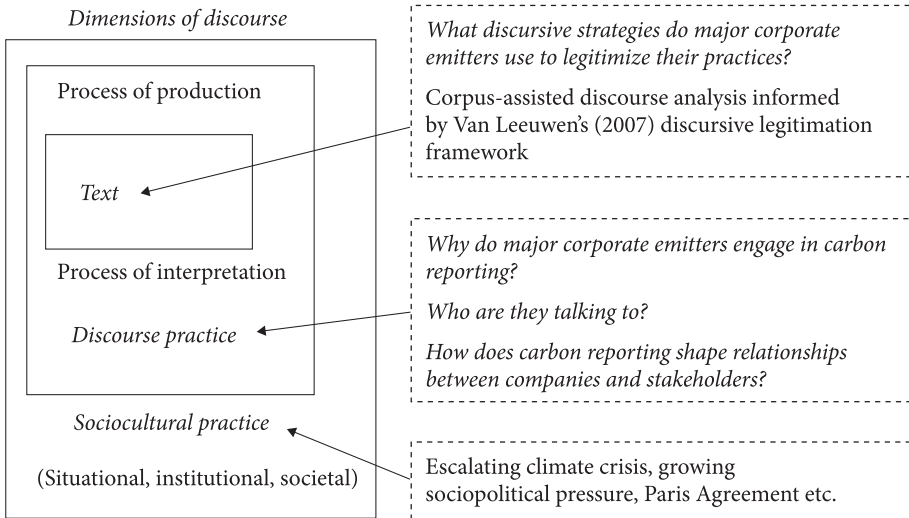 Dimensions of discourse
Process of production
Text
Process of interpretation
Discourse practice
Sociocultural practice
(Situational, institutional, societal)
What discursive strategies do major corporate
emitters use to legitimize their practices?
Corpus-assisted discourse analysis informed
by Van Leeuwen’s (2007) discursive legitimation
framework
Why do major corporate emitters engage in carbon
reporting?
Who are they talking to?
How does carbon reporting shape relationships
between companies and stakeholders?
Escalating climate crisis, growing
sociopolitical pressure, Paris Agreement etc.